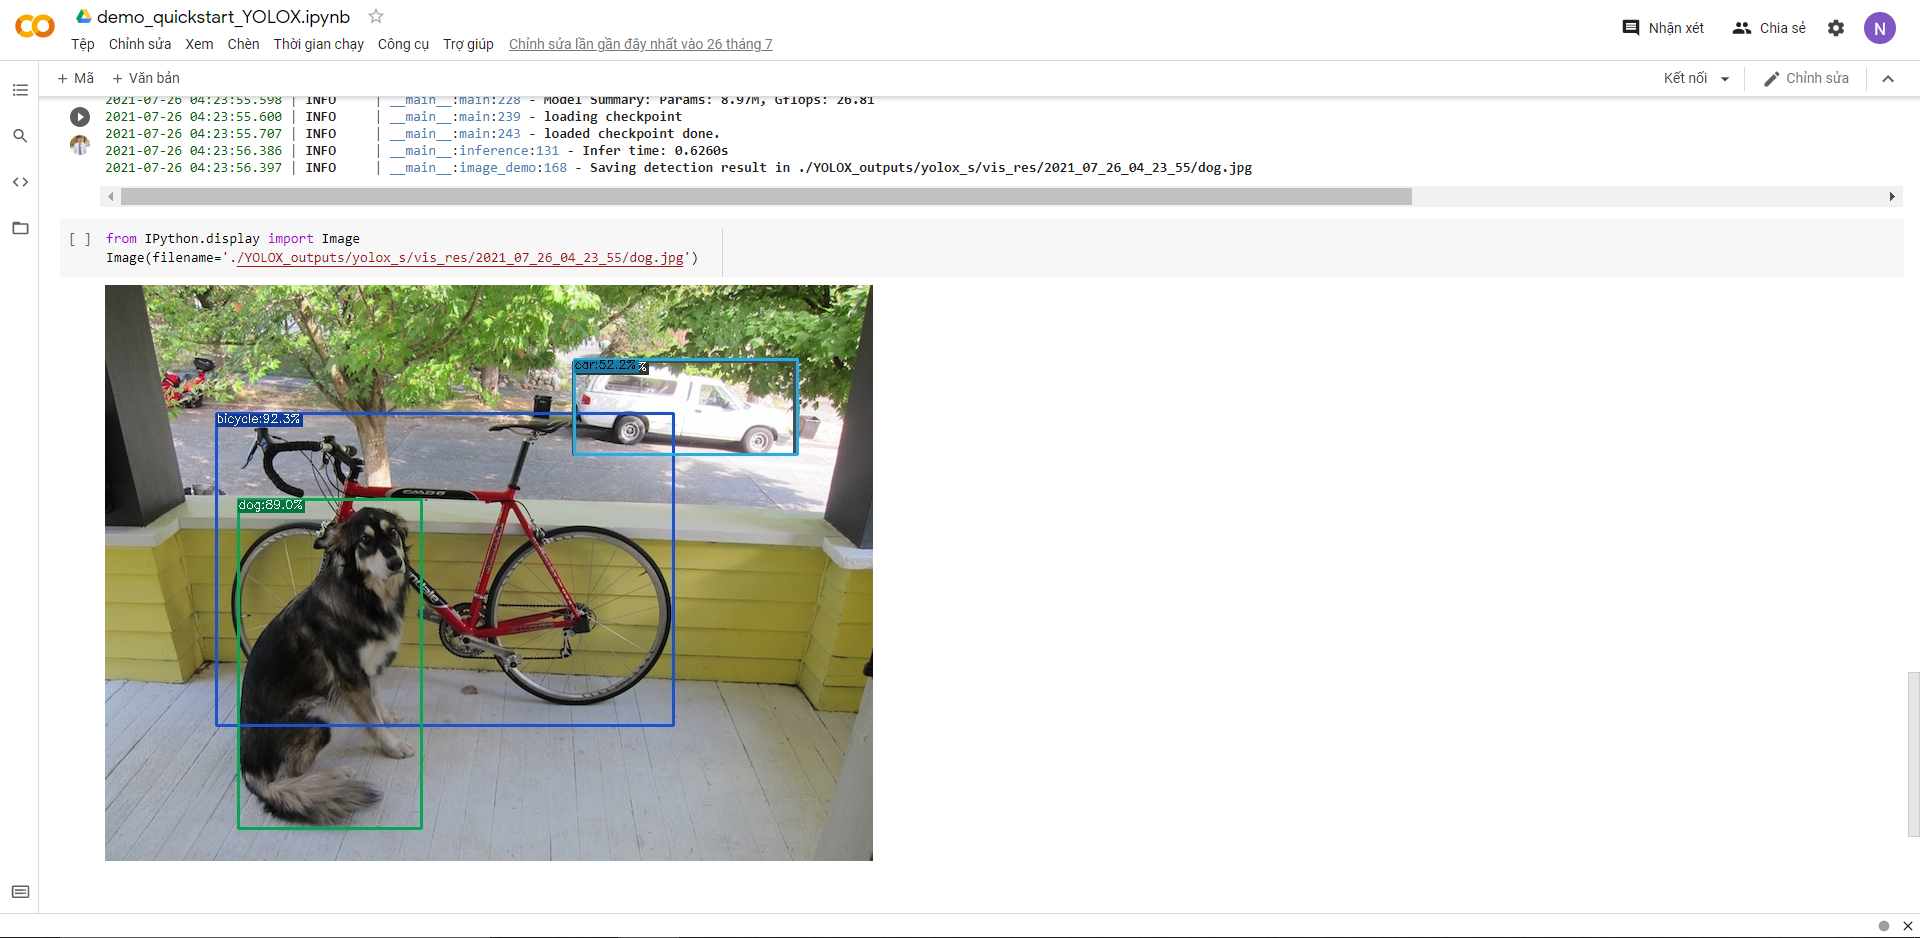 demo_quickstart_YOLOX.ipynb
Tệp Chỉnh sửa Xem Chèn Thời gian chạy Công cụ Trợ giúp Chỉnh sửa lần gần đây nhất vào 26 tháng 7
Nhận xét Chia sẻ N
+ Mã + Văn bản Kết nối Chỉnh sửa
2021-07-26 04:23:55.598 | INFO | __main__:main:228 - Model Summary: Params: 8.97M, Gflops: 26.81
2021-07-26 04:23:55.600 | INFO | __main__:main:239 - loading checkpoint
2021-07-26 04:23:55.707 | INFO | __main__:main:243 - loaded checkpoint done.
2021-07-26 04:23:56.386 | INFO | __main__:inference:131 - Infer time: 0.6260s
2021-07-26 04:23:56.397 | INFO | __main__:image_demo:168 - Saving detection result in ./YOLOX_outputs/yolox_s/vis_res/2021_07_26_04_23_55/dog.jpg
[ ] from IPython.display import Image
Image(filename='./YOLOX_outputs/yolox_s/vis_res/2021_07_26_04_23_55/dog.jpg')
car:52.2%
%
bicycle:92.3%
dog:89.0%